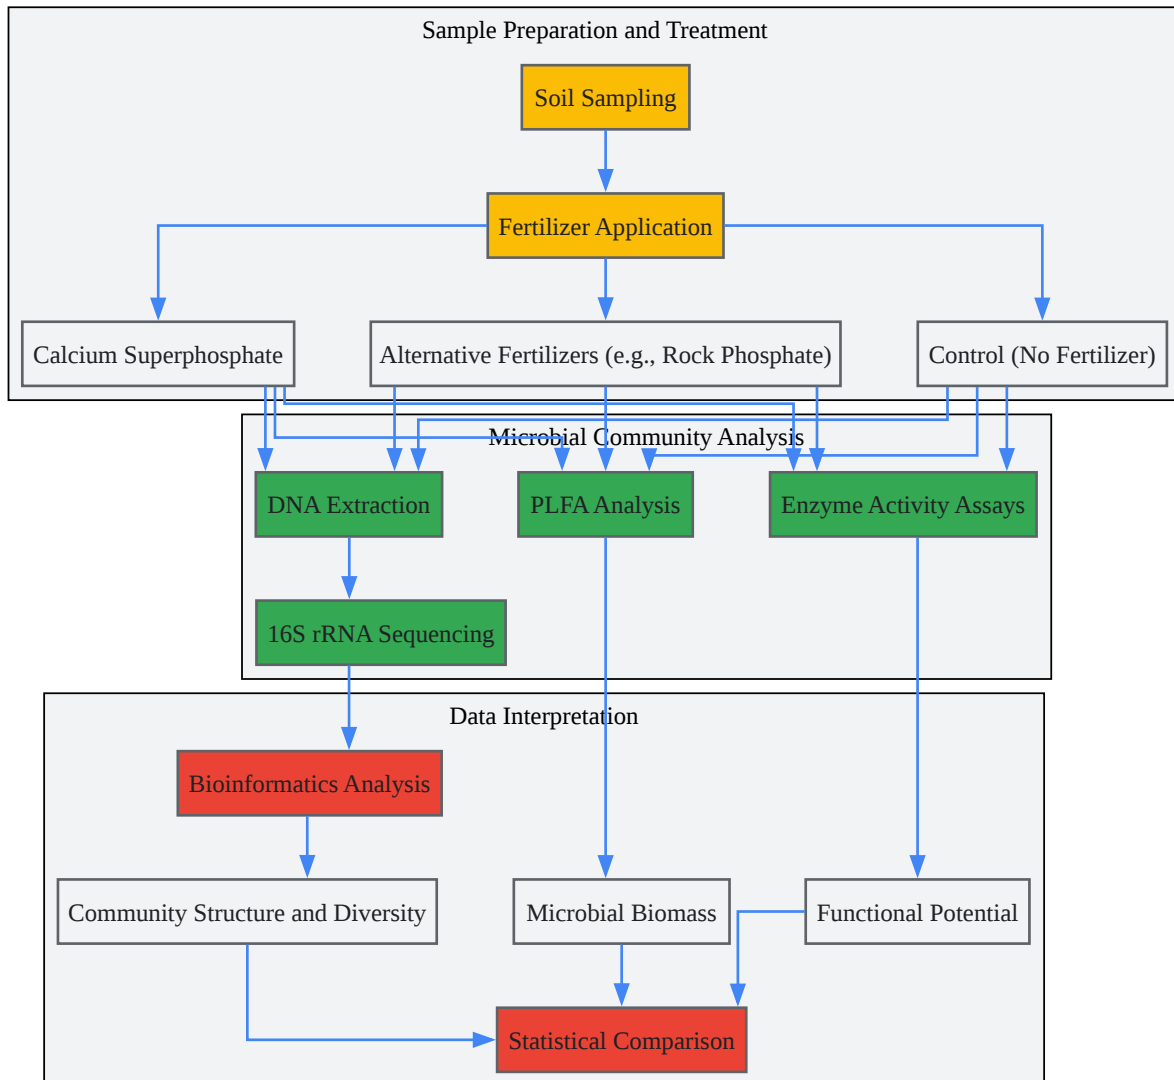 Sample Preparation and Treatment
Soil Sampling
Fertilizer Application
Calcium Superphosphate
Alternative Fertilizers (e.g., Rock Phosphate)
Control (No Fertilizer)
Microbial Community Analysis
DNA Extraction
PLFA Analysis
Enzyme Activity Assays
16S rRNA Sequencing
Data Interpretation
Bioinformatics Analysis
Community Structure and Diversity
Microbial Biomass
Functional Potential
Statistical Comparison